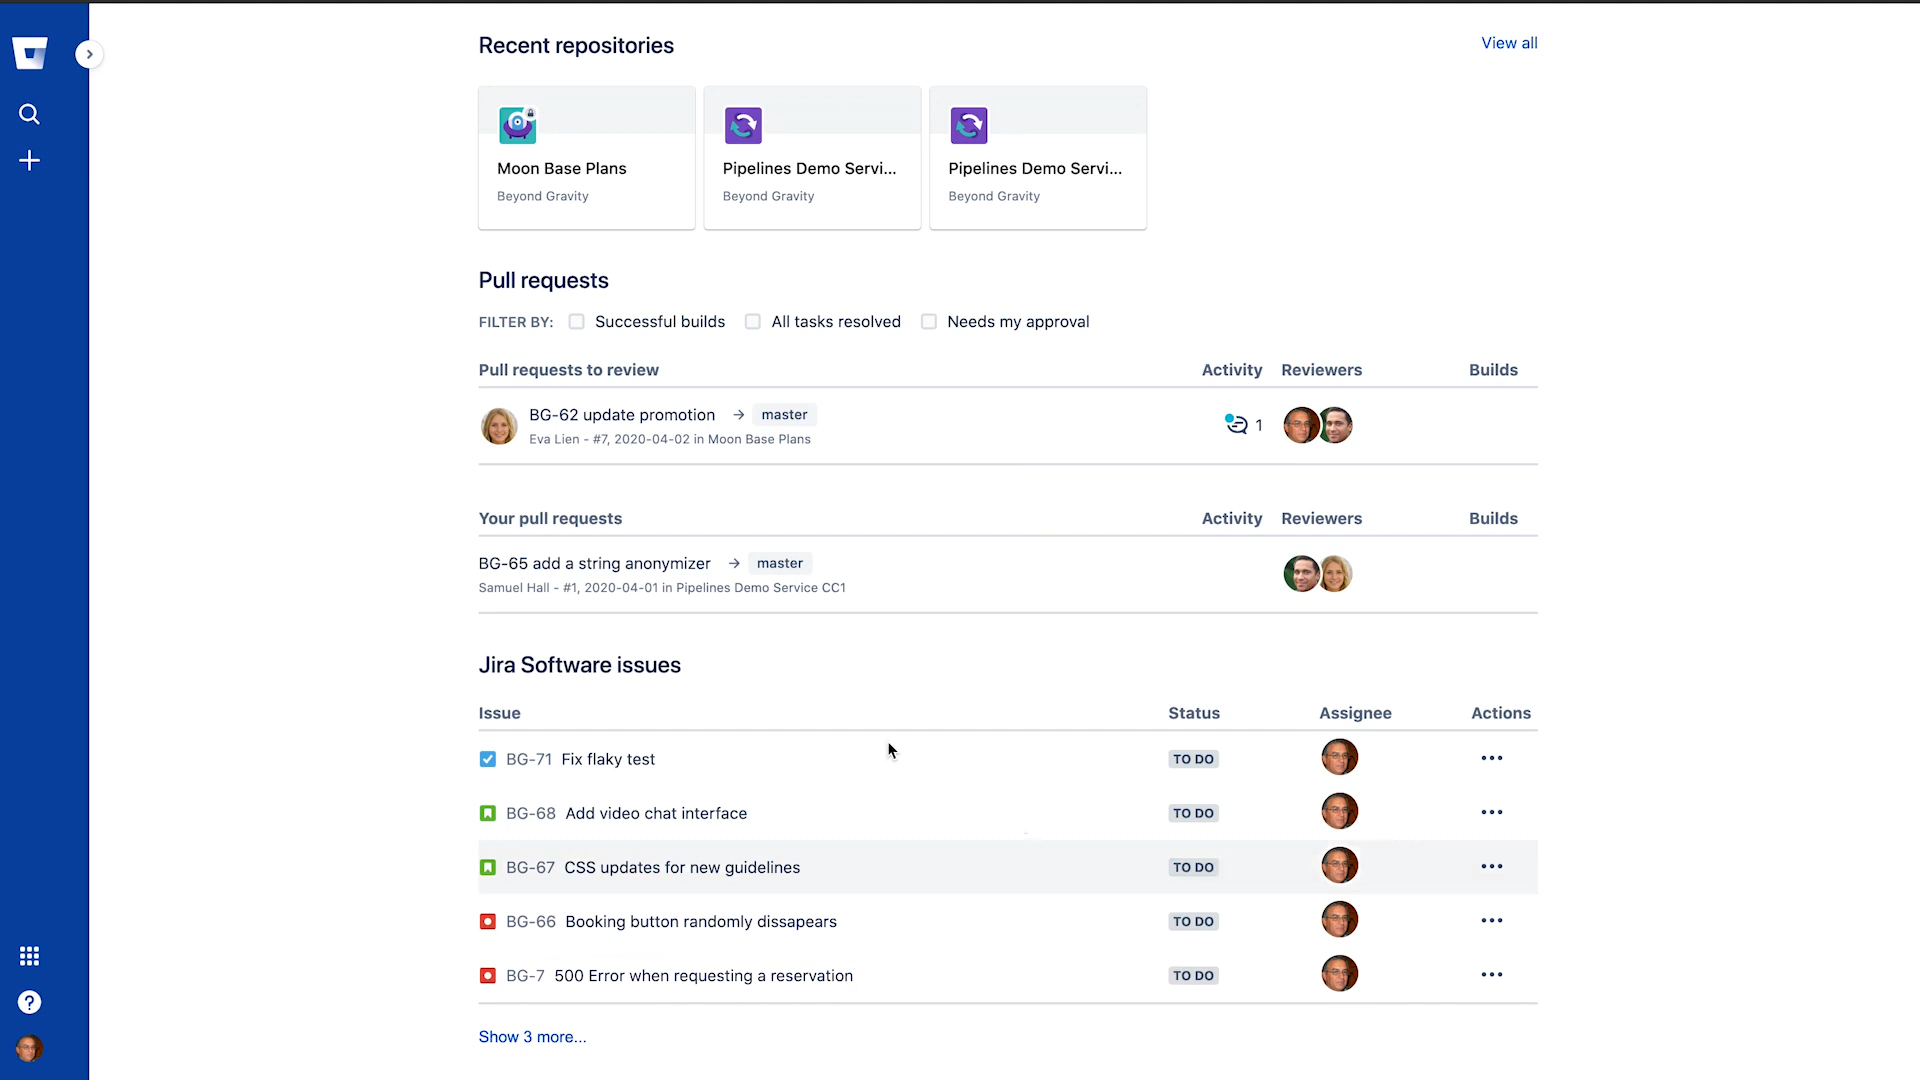 Recent repositories
View all
Moon Base Plans
Beyond Gravity
Pipelines Demo Servi...
Beyond Gravity
Pipelines Demo Servi...
Beyond Gravity
Pull requests
FILTER BY: Successful builds All tasks resolved Needs my approval
Pull requests to review Activity Reviewers Builds
BG-62 update promotion → master
1
Eva Lien - #7, 2020-04-02 in Moon Base Plans
Your pull requests Activity Reviewers Builds
BG-65 add a string anonymizer → master
Samuel Hall - #1, 2020-04-01 in Pipelines Demo Service CC1
Jira Software issues
Issue Status Assignee Actions
BG-71 Fix flaky test TO DO
BG-68 Add video chat interface TO DO
BG-67 CSS updates for new guidelines TO DO
BG-66 Booking button randomly dissapears TO DO
BG-7 500 Error when requesting a reservation TO DO
Show 3 more...